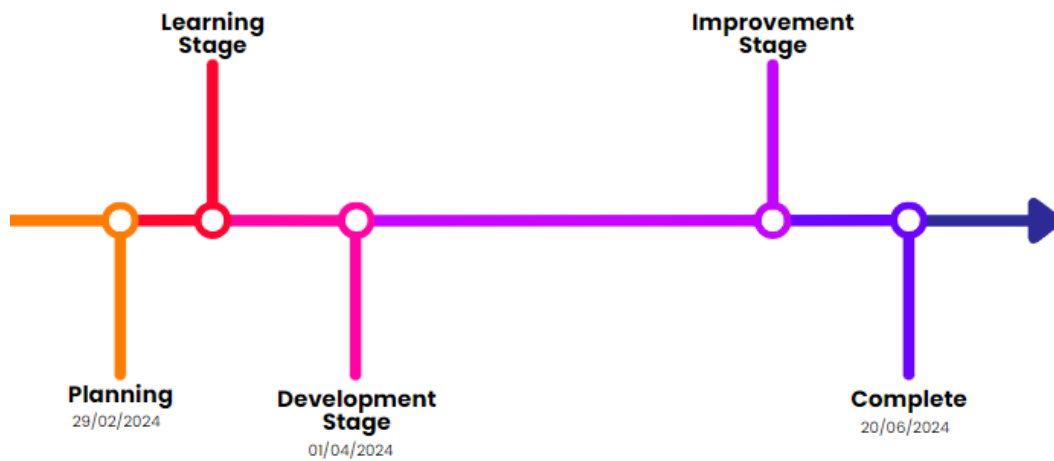 Learning
Stage
Improvement
Stage
Planning
29/02/2024
Development
Stage
01/04/2024
Complete
20/06/2024